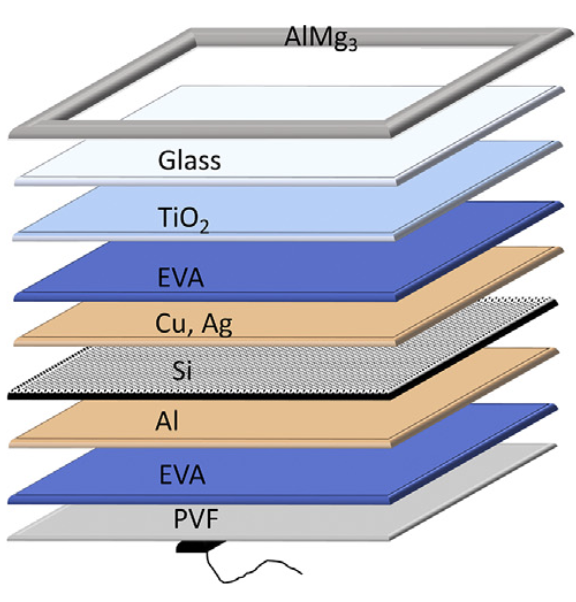 AlMg₃
Glass
TiO₂
EVA
Cu, Ag
Si
Al
EVA
PVF